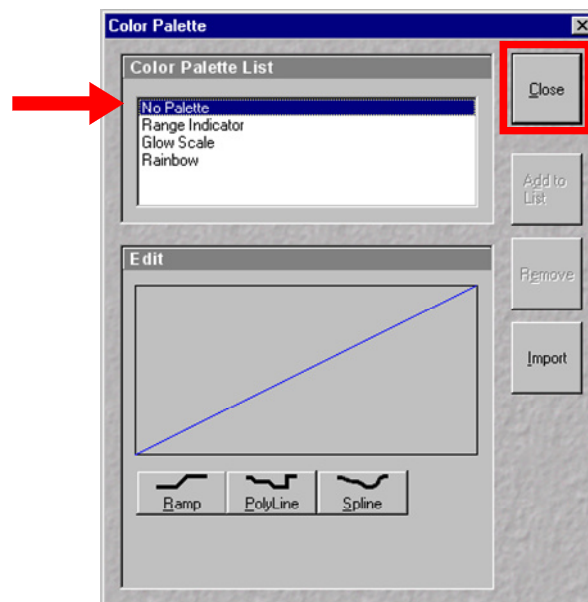 Color Palette
Color Palette List
No Palette
Range Indicator
Glow Scale
Rainbow
Close
Add to
List
Edit
Remove
Import
Ramp
PolyLine
Spline